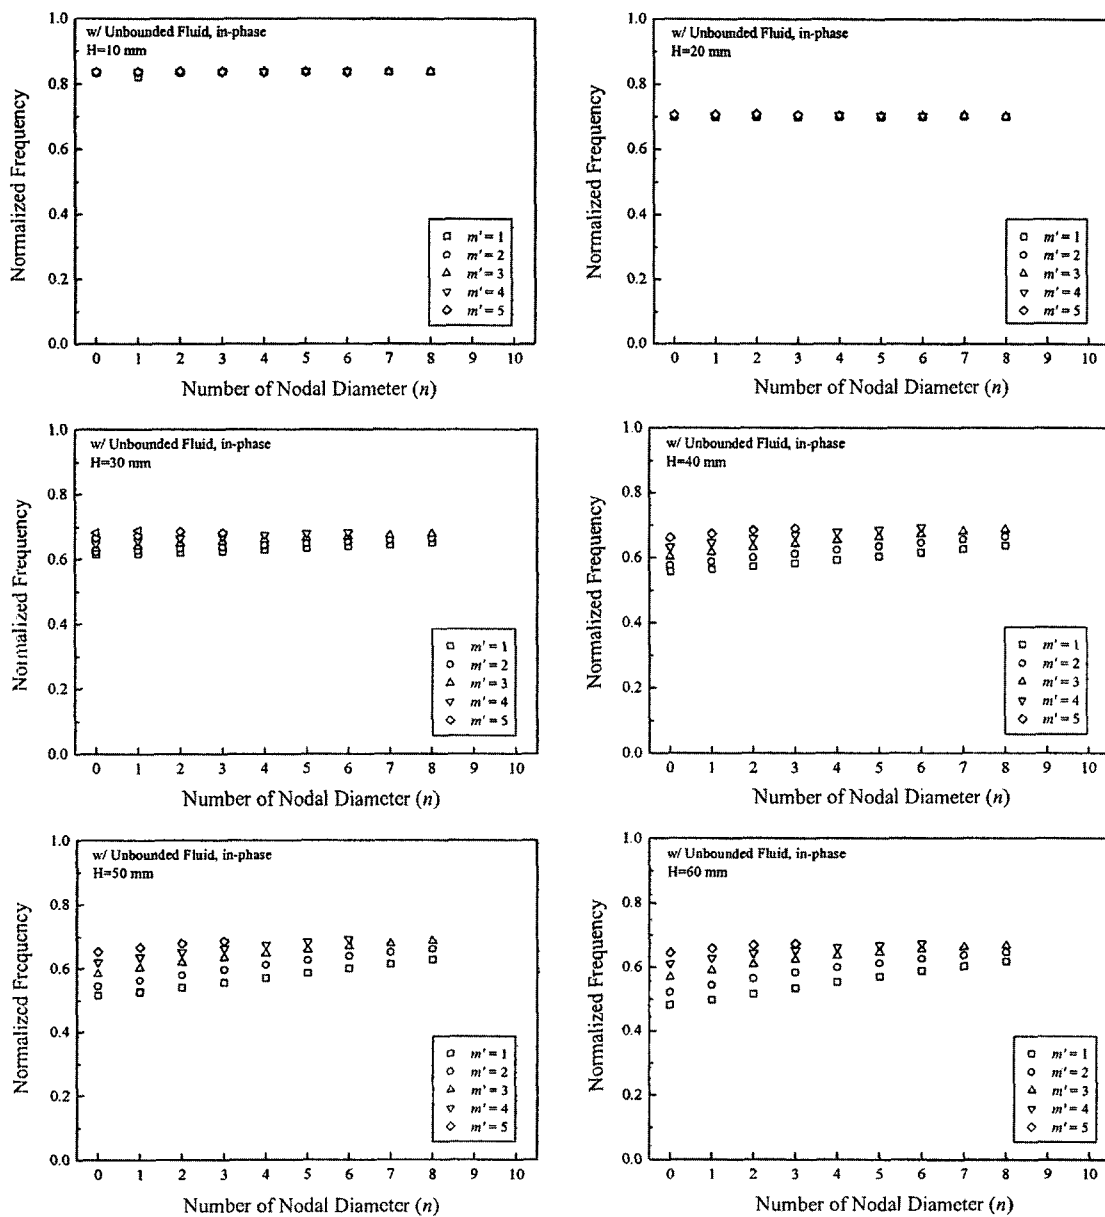 w/ Unbounded Fluid, in-phase
H=10 mm
1.0
0.8
0.6
0.4
0.2
0.0
Normalized Frequency
m' = 1
m' = 2
m' = 3
m' = 4
m' = 5
0 1 2 3 4 5 6 7 8 9 10
Number of Nodal Diameter (n)
w/ Unbounded Fluid, in-phase
H=20 mm
1.0
0.8
0.6
0.4
0.2
0.0
Normalized Frequency
m' = 1
m' = 2
m' = 3
m' = 4
m' = 5
0 1 2 3 4 5 6 7 8 9 10
Number of Nodal Diameter (n)
w/ Unbounded Fluid, in-phase
H=30 mm
1.0
0.8
0.6
0.4
0.2
0.0
Normalized Frequency
m' = 1
m' = 2
m' = 3
m' = 4
m' = 5
0 1 2 3 4 5 6 7 8 9 10
Number of Nodal Diameter (n)
w/ Unbounded Fluid, in-phase
H=40 mm
1.0
0.8
0.6
0.4
0.2
0.0
Normalized Frequency
m' = 1
m' = 2
m' = 3
m' = 4
m' = 5
0 1 2 3 4 5 6 7 8 9 10
Number of Nodal Diameter (n)
w/ Unbounded Fluid, in-phase
H=50 mm
1.0
0.8
0.6
0.4
0.2
0.0
Normalized Frequency
m' = 1
m' = 2
m' = 3
m' = 4
m' = 5
0 1 2 3 4 5 6 7 8 9 10
Number of Nodal Diameter (n)
w/ Unbounded Fluid, in-phase
H=60 mm
1.0
0.8
0.6
0.4
0.2
0.0
Normalized Frequency
m' = 1
m' = 2
m' = 3
m' = 4
m' = 5
0 1 2 3 4 5 6 7 8 9 10
Number of Nodal Diameter (n)